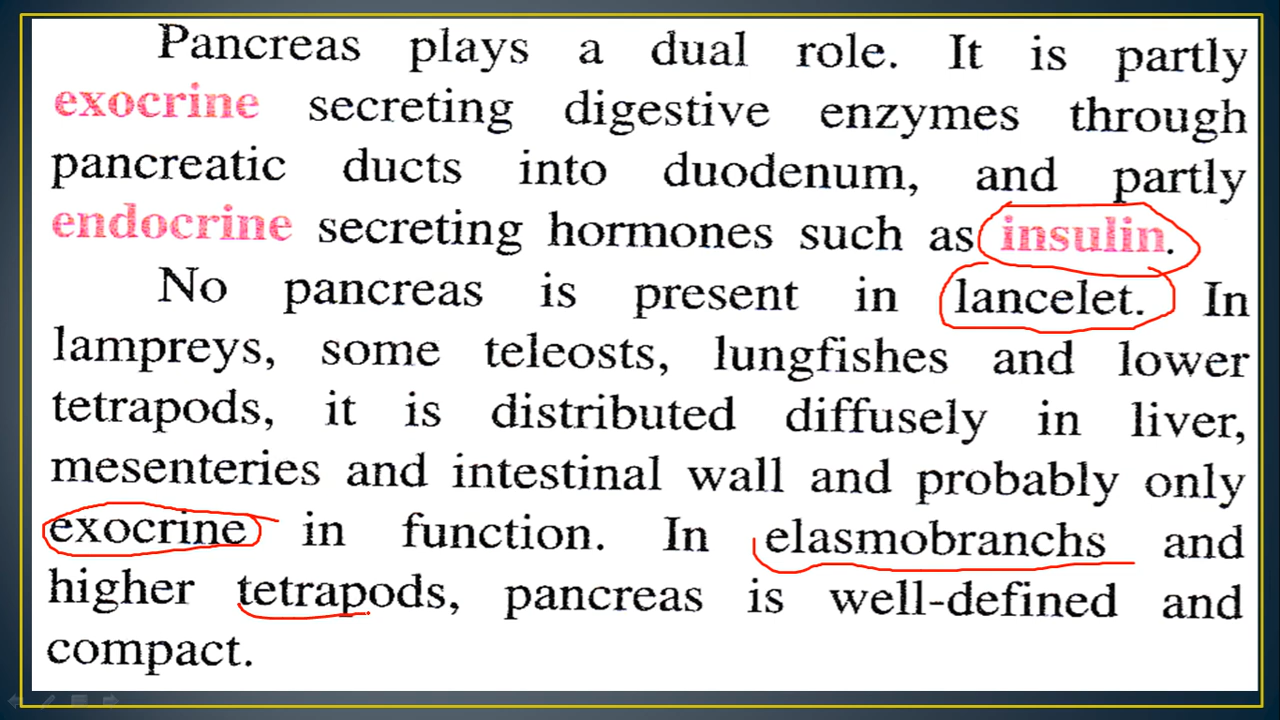 Pancreas plays a dual role. It is partly
exocrine secreting digestive enzymes through
pancreatic ducts into duodenum, and partly
endocrine secreting hormones such as insulin.
No pancreas is present in lancelet. In
lampreys, some teleosts, lungfishes and lower
tetrapods, it is distributed diffusely in liver,
mesenteries and intestinal wall and probably only
exocrine in function. In elasmobranchs and
higher tetrapods, pancreas is well-defined and
compact.